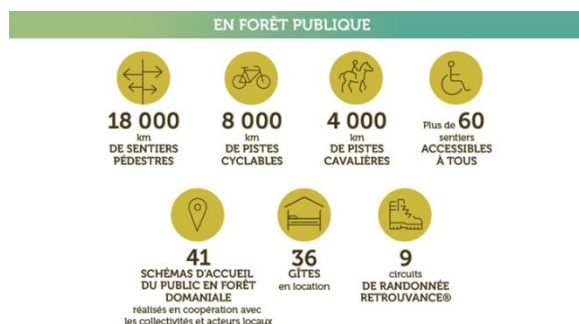 EN FORÊT PUBLIQUE
18 000
km
DE SENTIERS
PÉDESTRES
8 000
km
DE PISTES
CYCLABLES
4 000
km
DE PISTES
CAVALIÈRES
Plus de 60
sentiers
ACCESSIBLES
À TOUS
41
SCHÉMAS D'ACCUEIL
DU PUBLIC EN FORÊT
DOMANIALE
réalisés en coopération avec
les collectivités et acteurs locaux
36
GÎTES
en location
9
circuits
DE RANDONNÉE
RETROUVANCE®